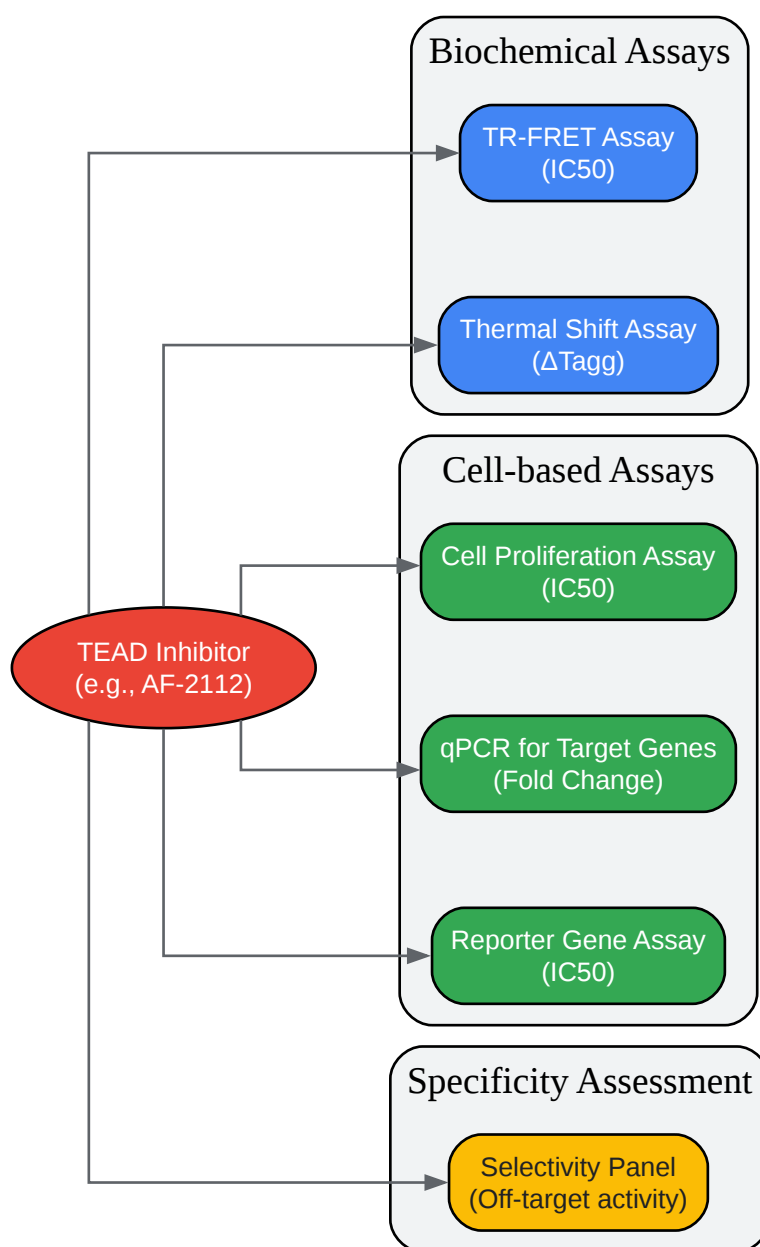 Biochemical Assays
TR-FRET Assay
(IC50)
Thermal Shift Assay
(ΔTagg)
Cell-based Assays
Cell Proliferation Assay
(IC50)
TEAD Inhibitor
(e.g., AF-2112)
qPCR for Target Genes
(Fold Change)
Reporter Gene Assay
(IC50)
Specificity Assessment
Selectivity Panel
(Off-target activity)